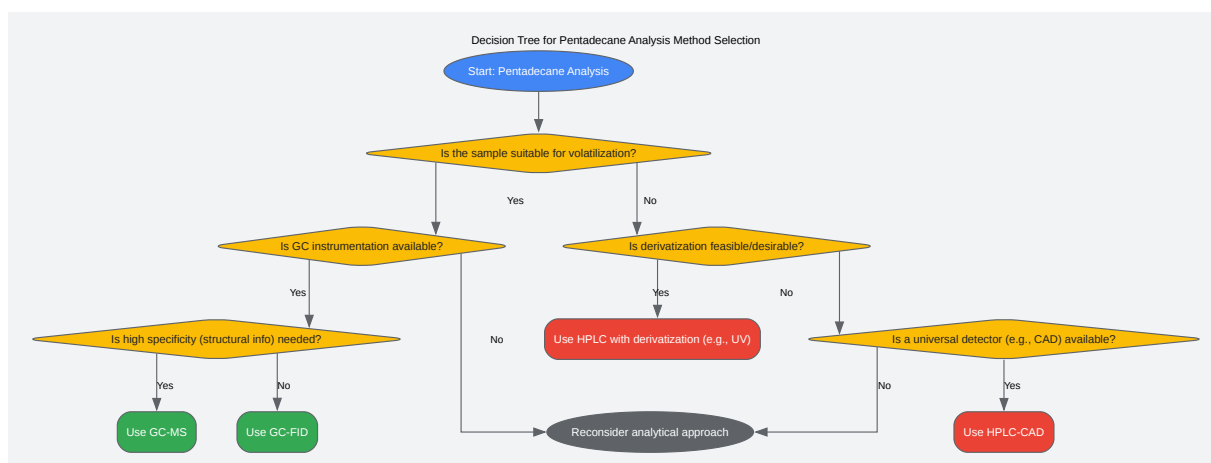 Decision Tree for Pentadecane Analysis Method Selection
Start: Pentadecane Analysis
Is the sample suitable for volatilization?
Yes
No
Is GC instrumentation available?
Is derivatization feasible/desirable?
Yes
No
Yes
No
Is high specificity (structural info) needed?
Use HPLC with derivatization (e.g., UV)
Is a universal detector (e.g., CAD) available?
Yes
No
No
Yes
Use GC-MS
Use GC-FID
Reconsider analytical approach
Use HPLC-CAD